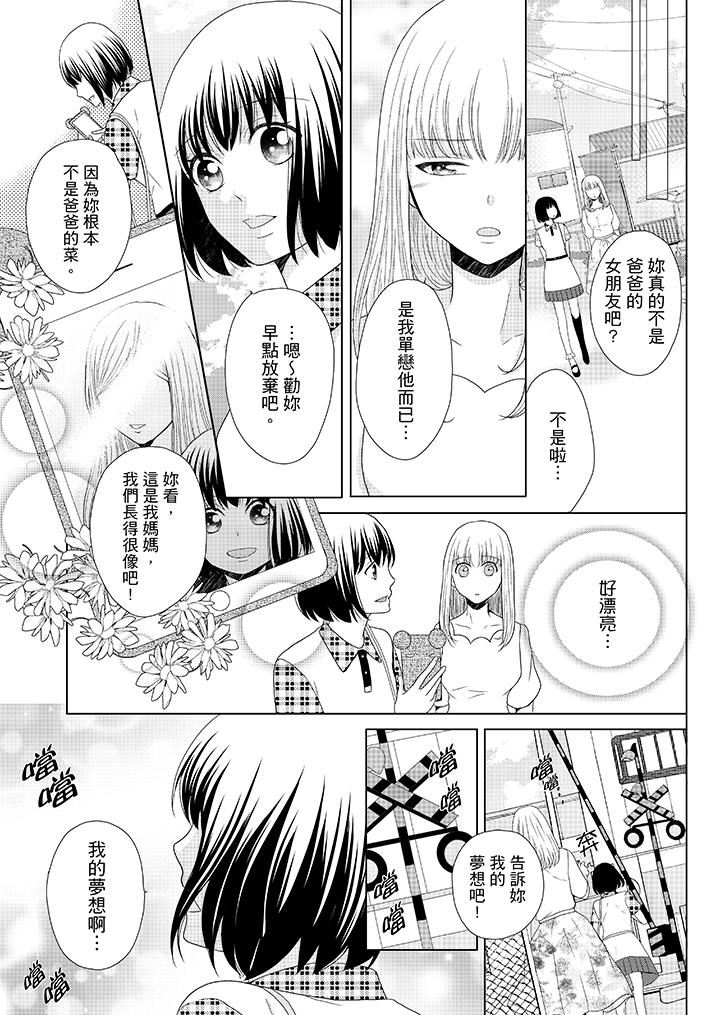 妳真的不是
爸爸的
女朋友吧？
不是啦…
是我單戀他而已…
…嗯～勸妳
早點放棄吧。
因為妳根本
不是爸爸的菜。
妳看，
這是我媽媽，
我們長得很像吧！
好漂亮…
噹
噹…
奔
告訴妳
我的
夢想吧！
噹
噹
噹
噹
噹
噹
我的夢想啊…
噹
噹